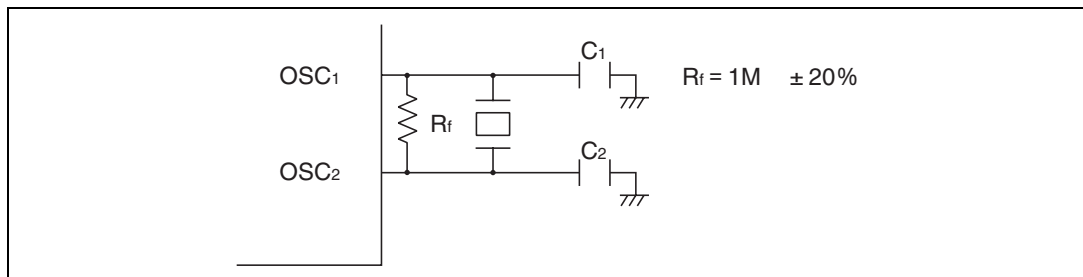 C1
OSC1
Rf = 1M ± 20%
Rf
C2
OSC2